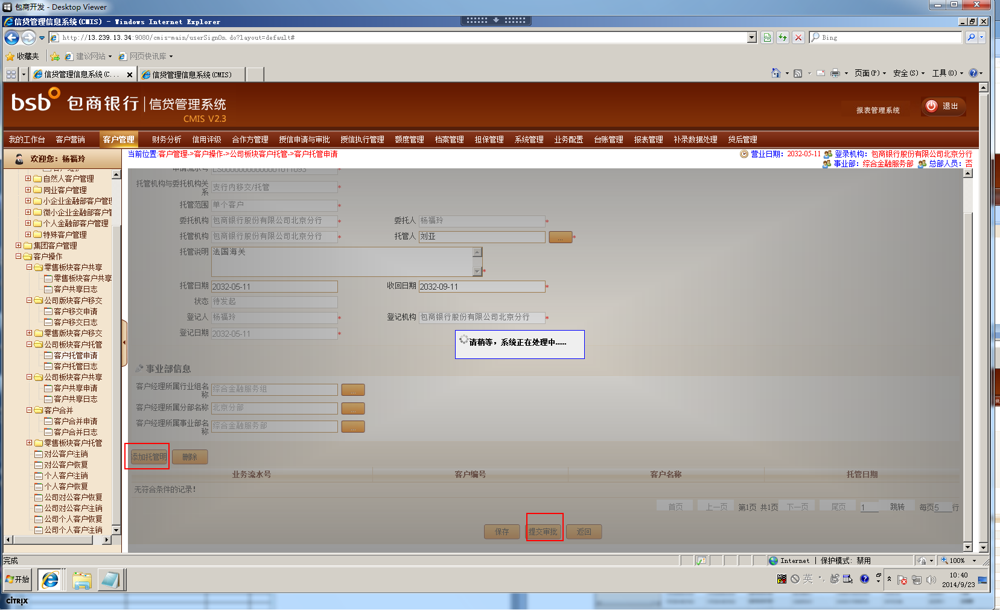 包商开发 - Desktop Viewer
信贷管理信息系统(CMIS) - Windows Internet Explorer
http://13.239.13.34:9080/cmis-main/userSignOn.do?layout=default#
Bing
收藏夹 建议网站 网页快讯库
信贷管理信息系统(C... 信贷管理信息系统(CMIS)
页面(P) 安全(S) 工具(O)
bsb 包商银行 信贷管理系统
CMIS V2.3
报表管理系统 退出
我的工作台 客户营销 客户管理 财务分析 信用评级 合作方管理 授信申请与审批 授信执行管理 额度管理 档案管理 担保管理 系统管理 业务配置 台账管理 报表管理 补录数据处理 贷后管理
欢迎您：杨福玲
当前位置:客户管理->客户操作->公司板块客户托管->客户托管申请
营业日期：2032-05-11 登录机构：包商银行股份有限公司北京分行
事业部：综合金融服务部 总部人员：否
自然人客户管理
同业客户管理
小企业金融部客户管理
微小企业金融部客户管
个人金融部客户管理
特殊客户管理
集团客户管理
客户操作
零售板块客户共享
零售板块客户共享
客户共享日志
公司版块客户移交
客户移交申请
客户移交日志
零售版块客户移交
公司板块客户托管
客户托管申请
客户托管日志
公司板块客户共享
客户共享申请
客户共享日志
客户合并
客户合并申请
客户合并日志
零售板块客户托管
对公客户注销
对公客户恢复
个人客户注销
个人客户恢复
公司对公客户恢复
公司对公客户注销
公司个人客户恢复
公司个人客户注销
托管机构与委托机构关系 支行内移交/托管 *
托管范围 单个客户 *
委托机构 包商银行股份有限公司北京分行 * 委托人 杨福玲 *
托管机构 包商银行股份有限公司北京分行 * 托管人 刘亚 ... *
托管说明 法国海关 *
托管日期 2032-05-11 收回日期 2032-09-11 *
状态 待发起
登记人 杨福玲 * 登记机构 包商银行股份有限公司北京分行 *
登记日期 2032-05-11 *
请稍等，系统正在处理中......
事业部信息
客户经理所属行业组名称 综合金融服务组 ...
客户经理所属分部名称 北京分部 ...
客户经理所属事业部名称 综合金融服务部 ...
添加托管明 删除
业务流水号 客户编号 客户名称 托管日期
无符合条件的记录！
首页 上一页 第1页 共1页 下一页 尾页 1 跳转 每页5 行
保存 提交审批 返回
完成 Internet | 保护模式: 禁用 100%
开始 英 10:40
2014/9/23
CITRIX